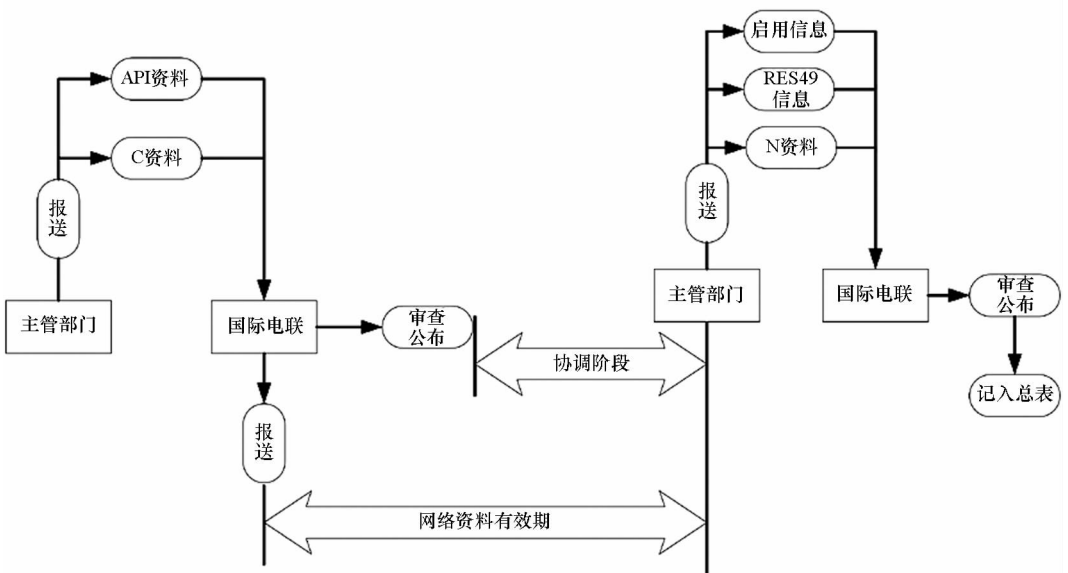 API资料
C资料
报
送
主管部门
国际电联
审查
公布
报
送
协调阶段
网络资料有效期
启用信息
RES49
信息
N资料
报
送
主管部门
国际电联
审查
公布
记入总表